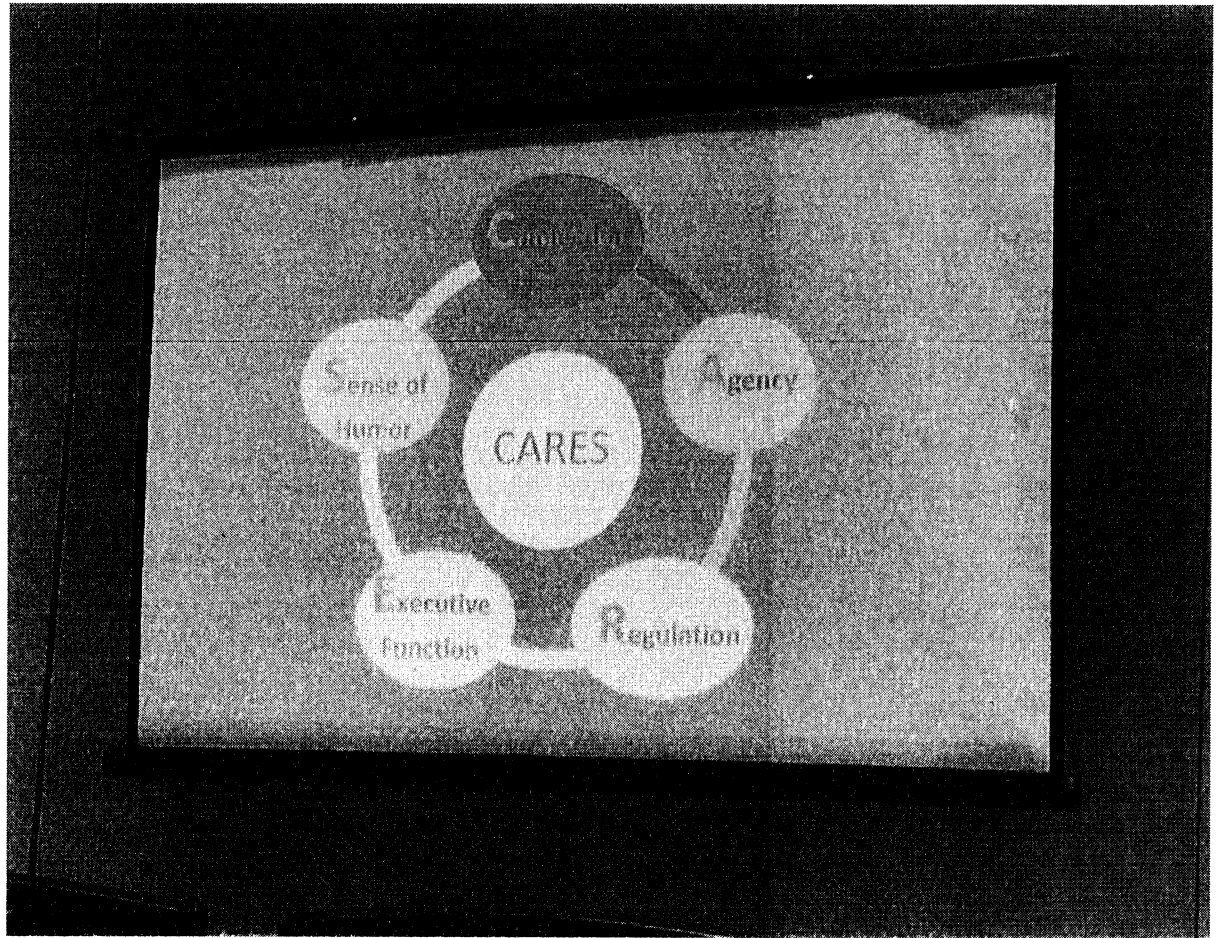 Sense of
Humor
Agency
CARES
Executive
Function
Regulation